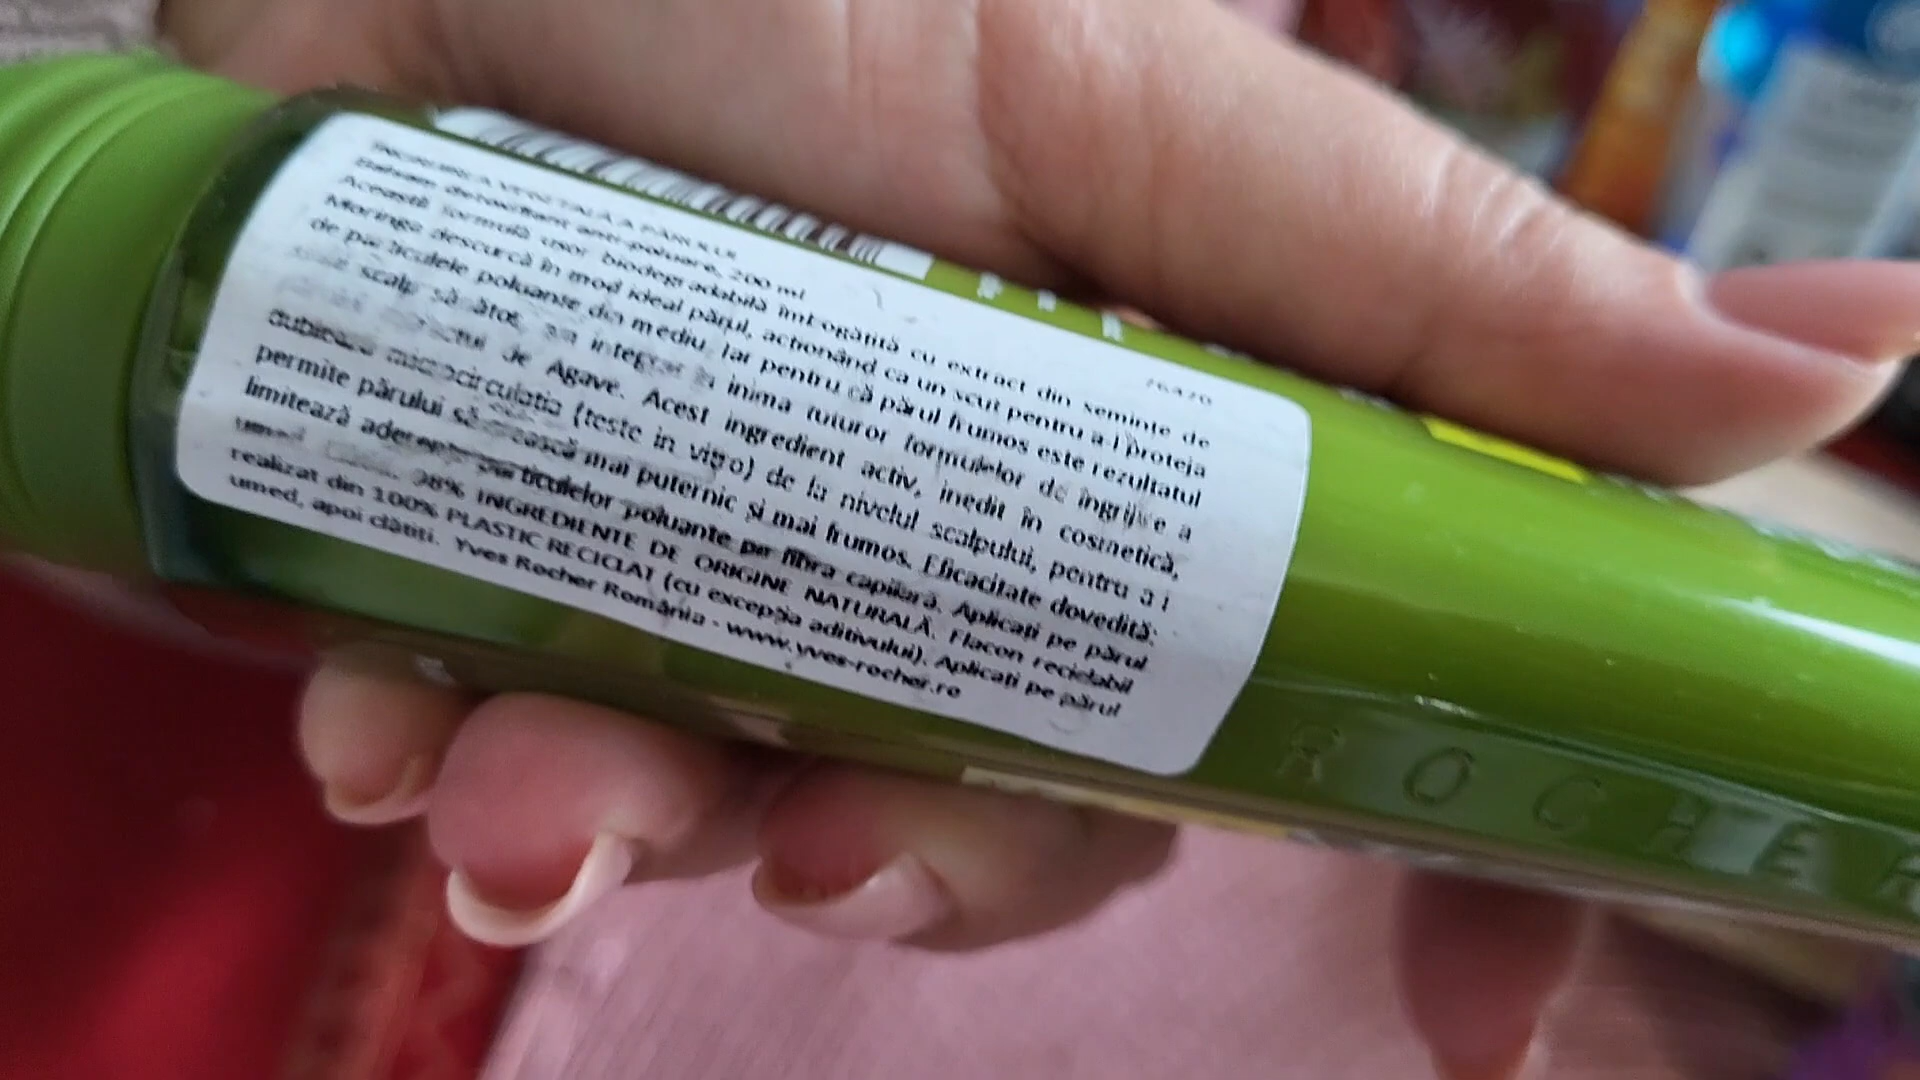 Balsam detoxifiant anti-poluare, 200 ml
76420
Această formulă ușor biodegradabilă îmbogățită cu extract din semințe de
Moringa descurcă în mod ideal părul, acționând ca un scut pentru a-l proteja
de particulele poluante din mediu. Iar pentru că părul frumos este rezultatul
scalp sănătos, am integrat în inima tuturor formulelor de îngrijire a
de Agave. Acest ingredient activ, inedit în cosmetică,
dublează microcirculația (teste in vitro) de la nivelul scalpului, pentru a-i
permite părului să crească mai puternic și mai frumos. Eficacitate dovedită:
limitează aderența particulelor poluante pe fibra capilară. Aplicați pe părul
umed 98% INGREDIENTE DE ORIGINE NATURALĂ. Flacon reciclabil
realizat din 100% PLASTIC RECICLAT (cu excepția aditivului). Aplicați pe părul
umed, apoi clătiți. Yves Rocher România - www.yves-rocher.ro
ROCHER